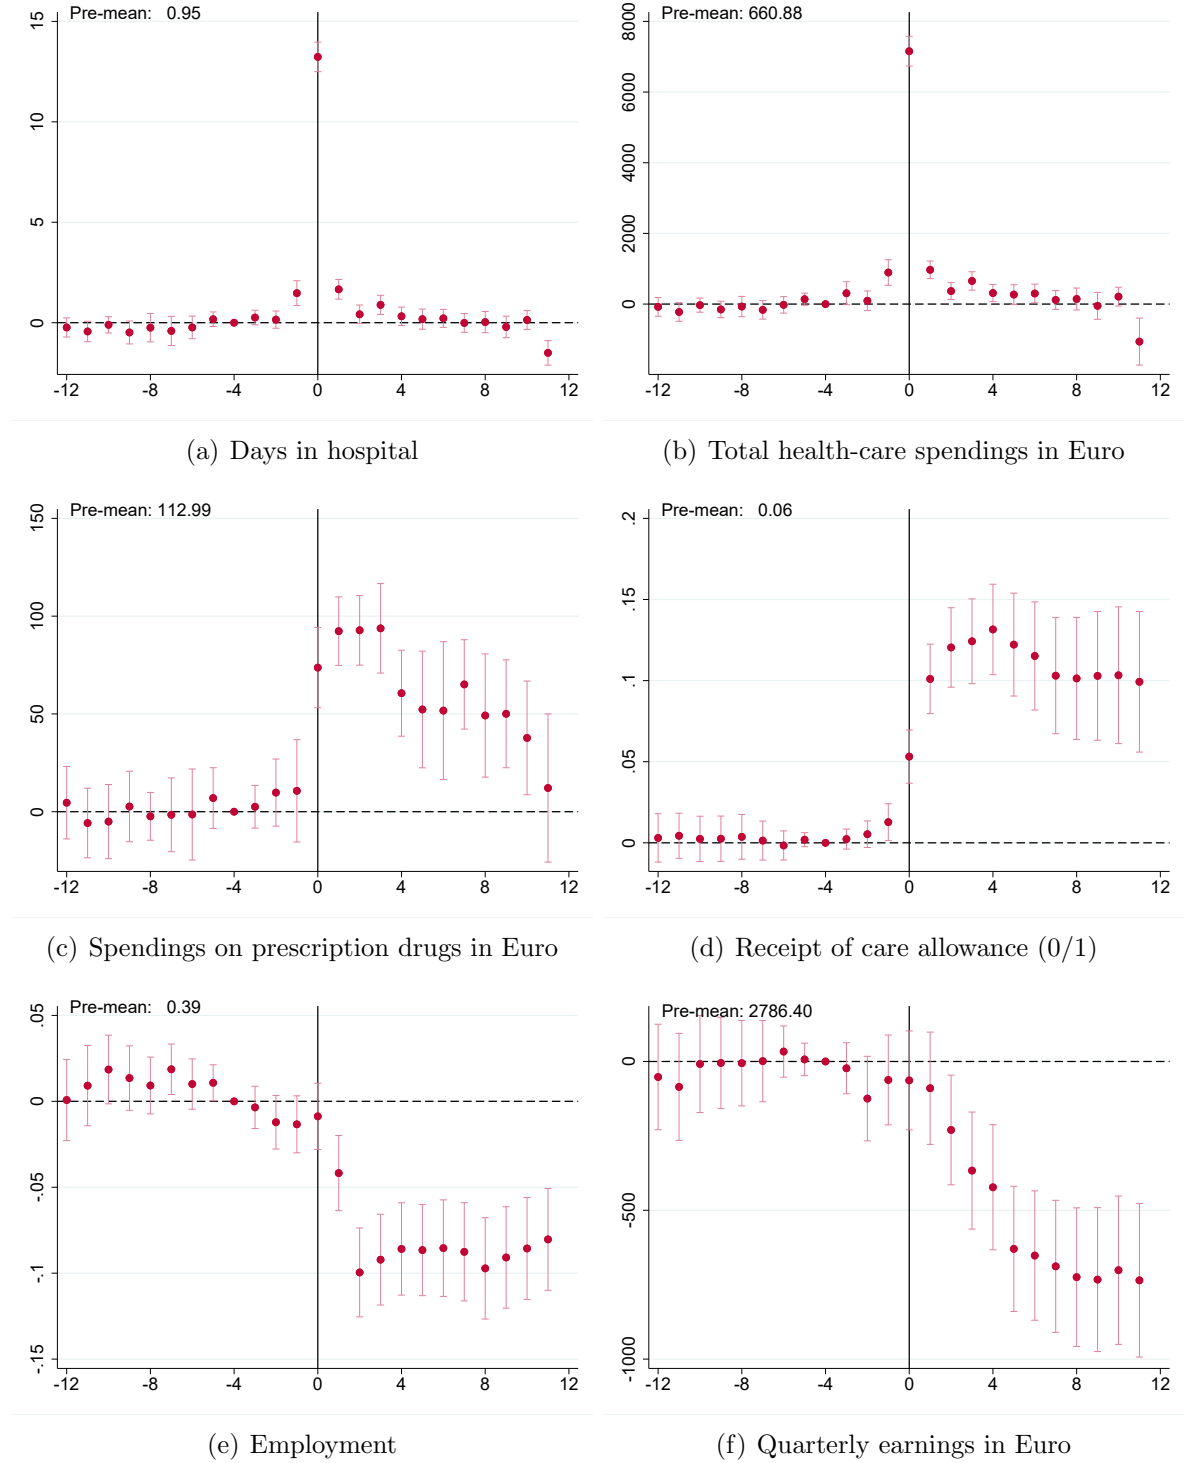 Pre-mean: 0.95
15
10
5
0
-12 -8 -4 0 4 8 12
(a) Days in hospital
Pre-mean: 660.88
8000
6000
4000
2000
0
-12 -8 -4 0 4 8 12
(b) Total health-care spendings in Euro
Pre-mean: 112.99
150
100
50
0
-12 -8 -4 0 4 8 12
(c) Spendings on prescription drugs in Euro
Pre-mean: 0.06
.2
.15
.1
.05
0
-12 -8 -4 0 4 8 12
(d) Receipt of care allowance (0/1)
Pre-mean: 0.39
.05
0
-.05
-.1
-.15
-12 -8 -4 0 4 8 12
(e) Employment
Pre-mean: 2786.40
0
-500
-1000
-12 -8 -4 0 4 8 12
(f) Quarterly earnings in Euro